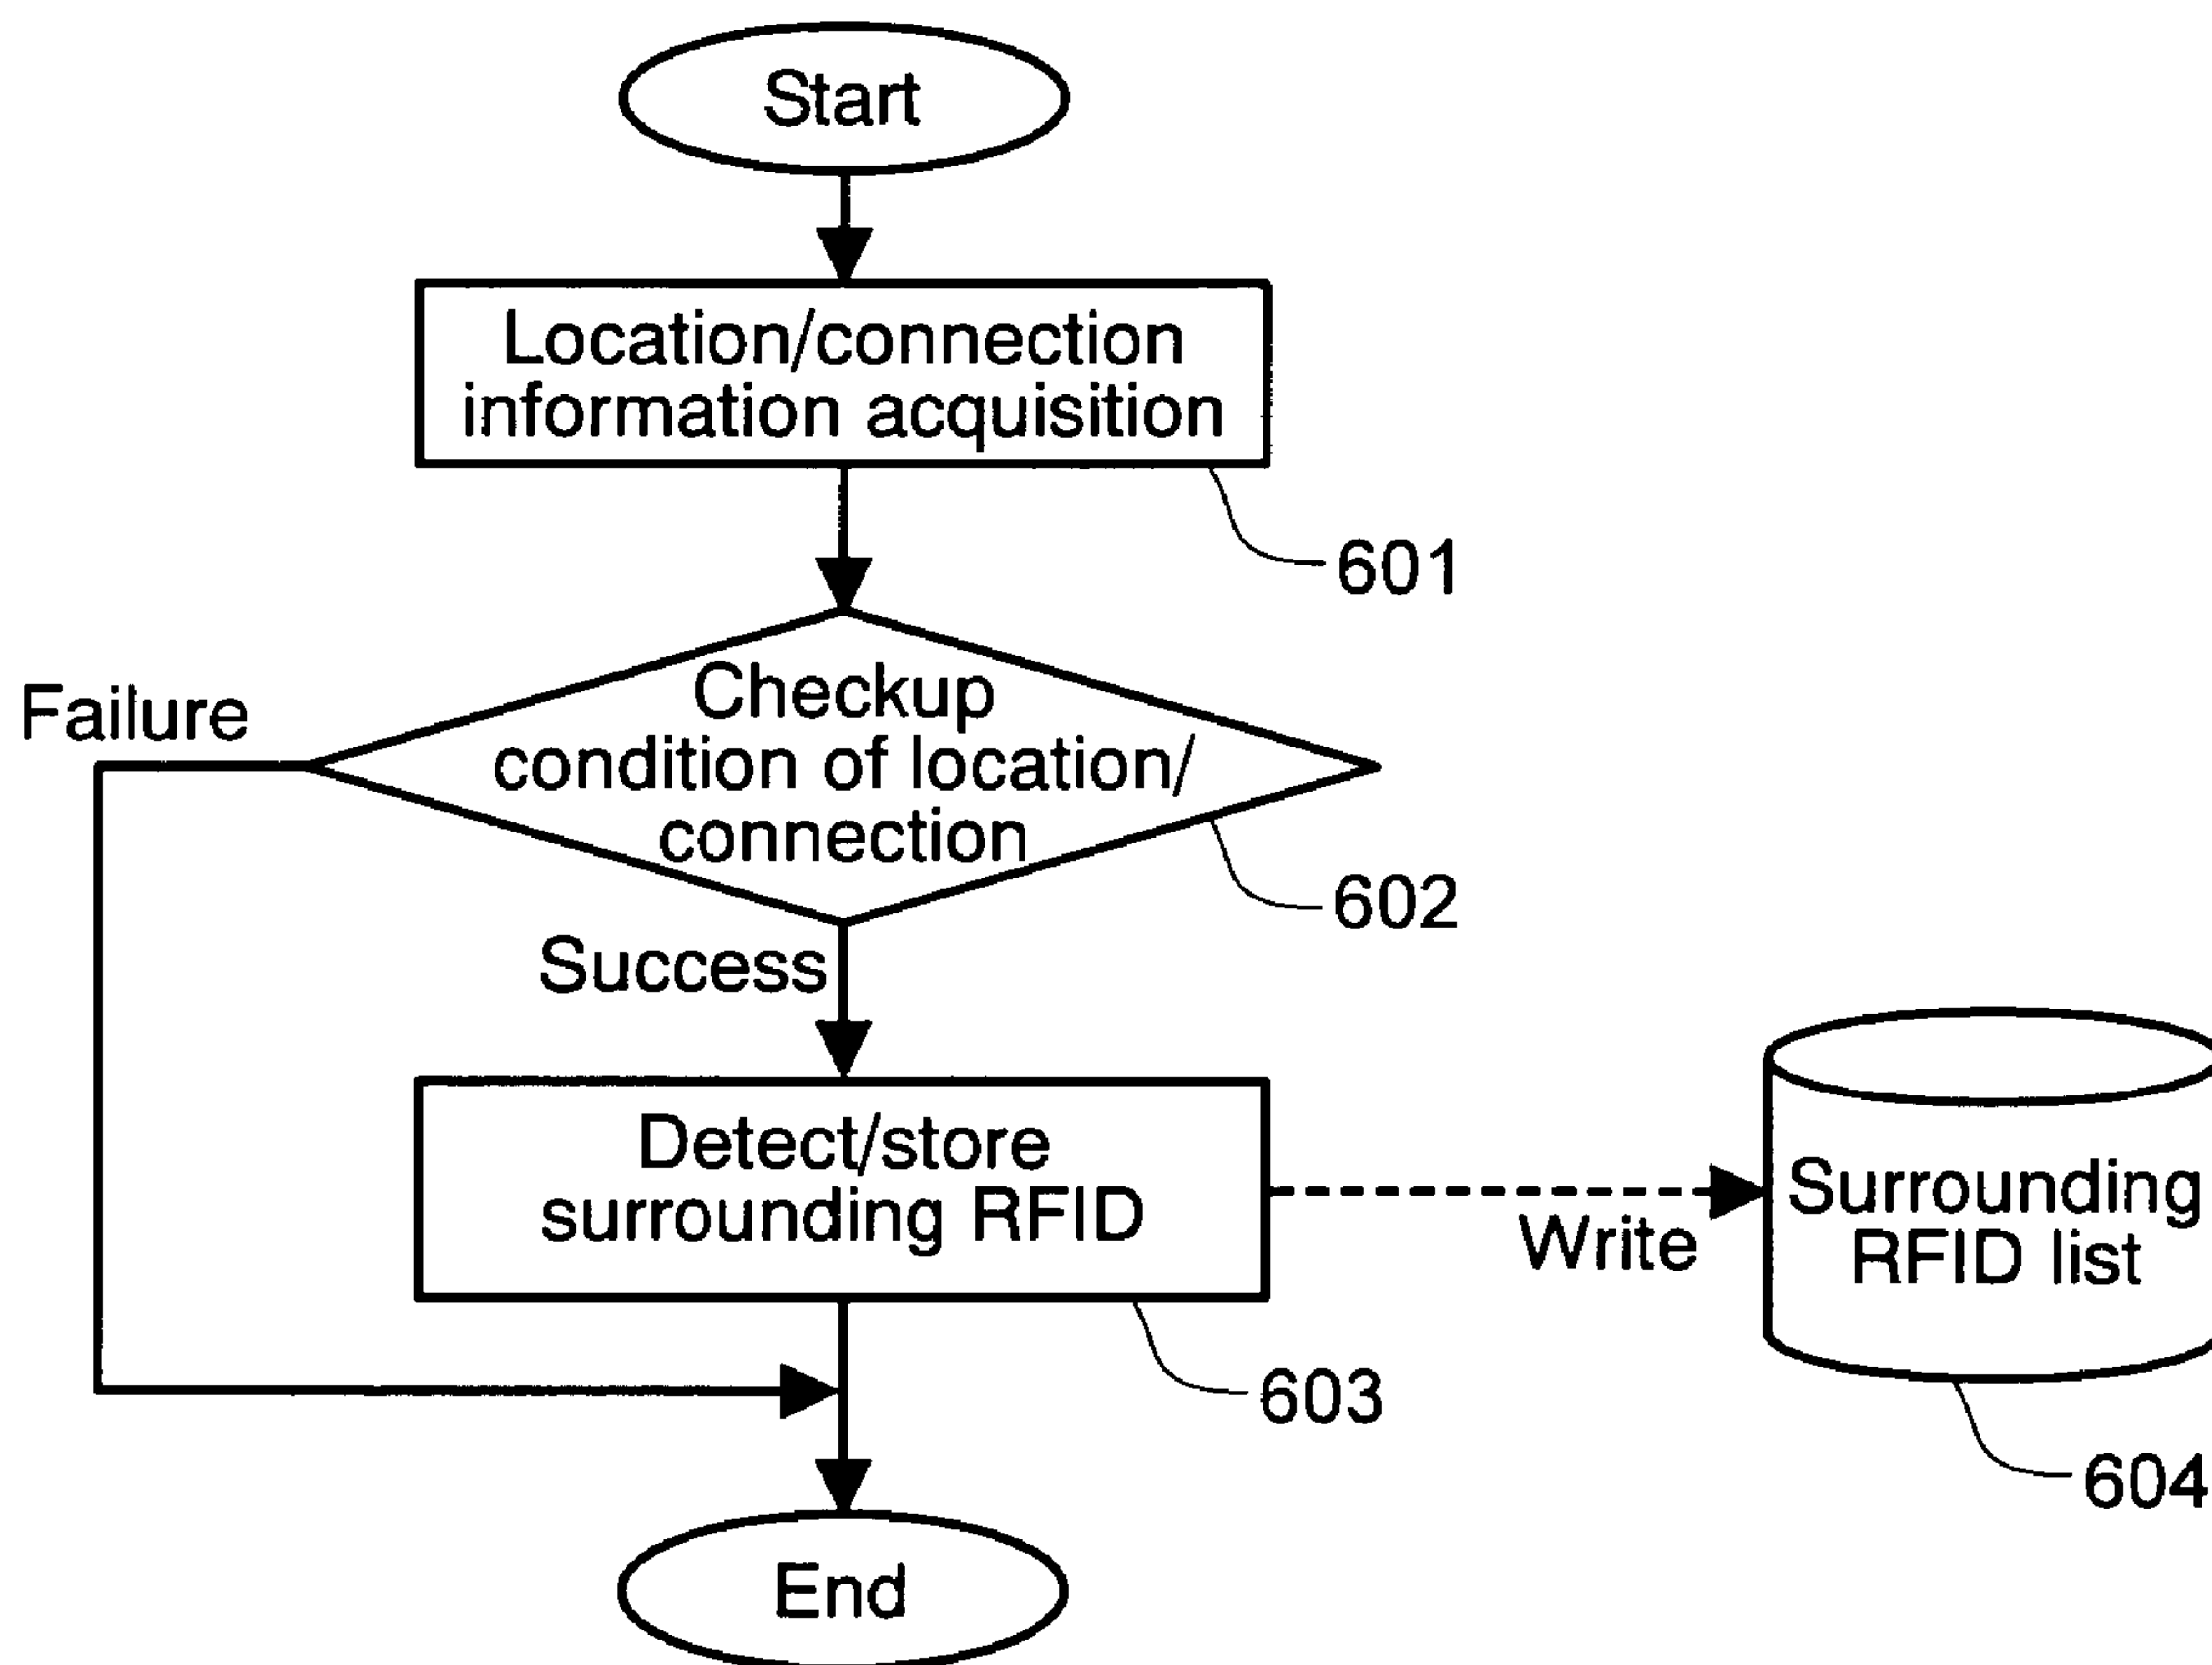 Start
Location/connection
information acquisition
601
Checkup
condition of location/
connection
Failure
602
Success
Detect/store
surrounding RFID
Write
Surrounding
RFID list
603
604
End